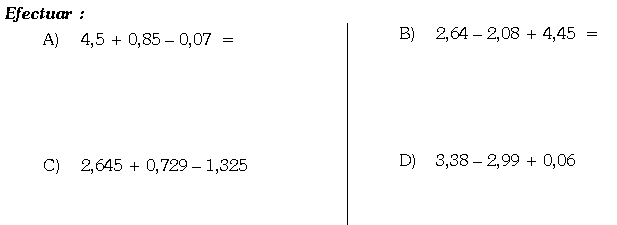 Efectuar :
A) 4,5 + 0,85 – 0,07 =
B) 2,64 – 2,08 + 4,45 =
C) 2,645 + 0,729 – 1,325
D) 3,38 – 2,99 + 0,06